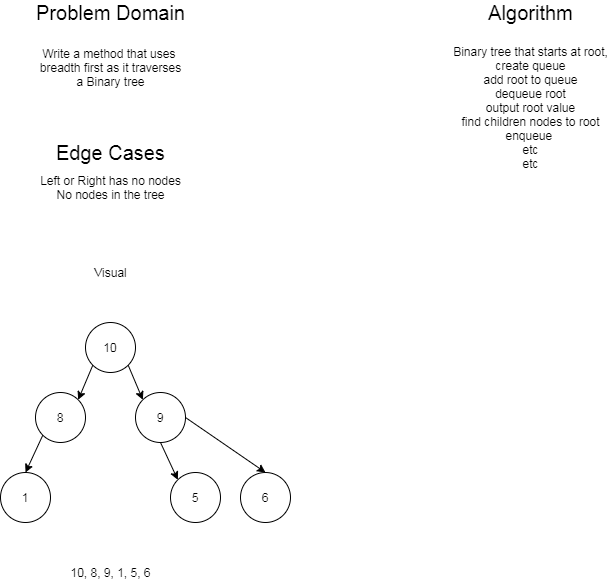 Problem Domain
Write a method that uses
breadth first as it traverses
a Binary tree
Edge Cases
Left or Right has no nodes
No nodes in the tree
Algorithm
Binary tree that starts at root,
create queue
add root to queue
dequeue root
output root value
find children nodes to root
enqueue
etc
etc
Visual
10
8
9
1
5
6
10, 8, 9, 1, 5, 6